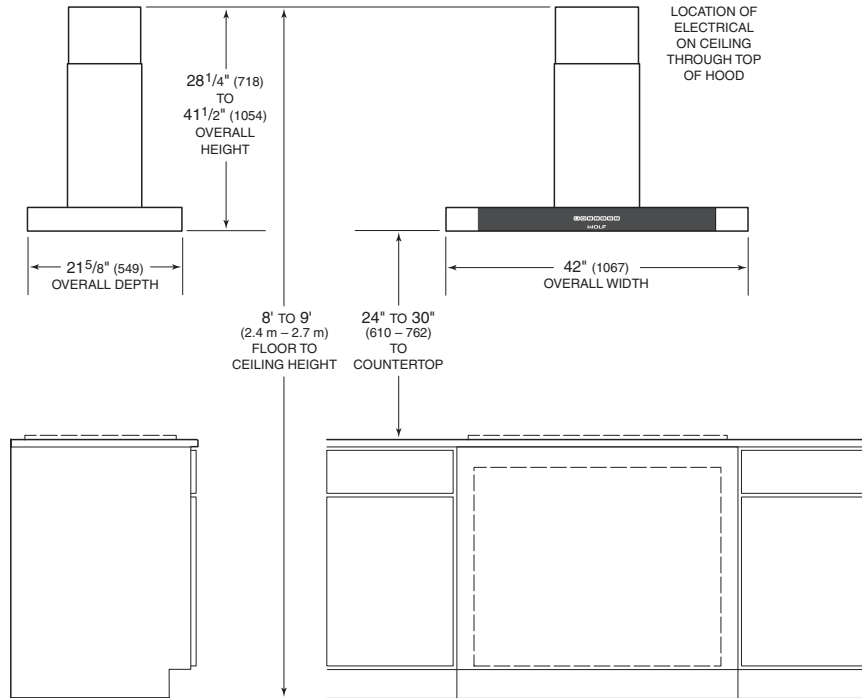 LOCATION OF
ELECTRICAL
ON CEILING
THROUGH TOP
OF HOOD
28 1/4" (718)
TO
41 1/2" (1054)
OVERALL
HEIGHT
WOLF
21 5/8" (549)
OVERALL DEPTH
42" (1067)
OVERALL WIDTH
8' TO 9'
(2.4 m – 2.7 m)
FLOOR TO
CEILING HEIGHT
24" TO 30"
(610 – 762)
TO
COUNTERTOP